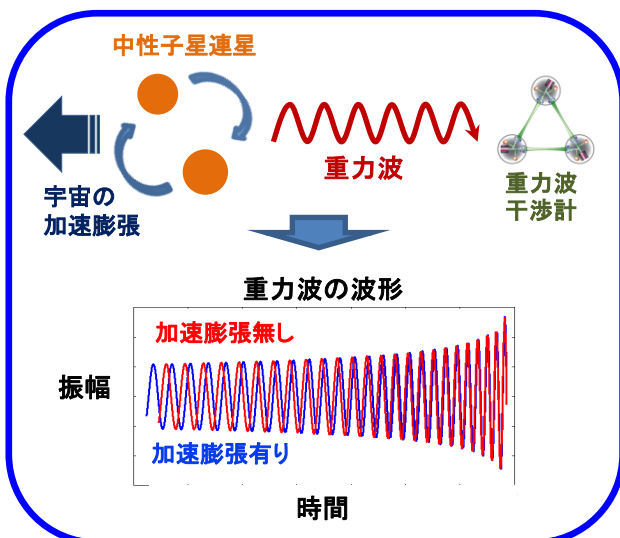 中性子星連星
宇宙の
加速膨張
重力波
重力波
干渉計
重力波の波形
加速膨張無し
振幅
加速膨張有り
時間